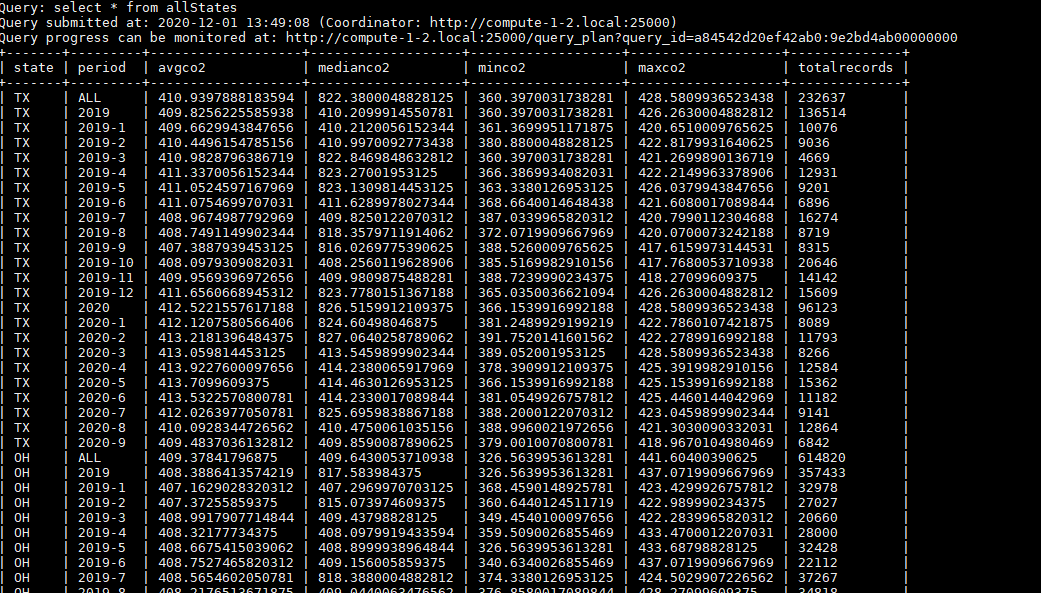 Query: select * from allStates
Query submitted at: 2020-12-01 13:49:08 (Coordinator: http://compute-1-2.local:25000)
Query progress can be monitored at: http://compute-1-2.local:25000/query_plan?query_id=a84542d20ef42ab0:9e2bd4ab00000000
+-------+---------+-------------------+-------------------+-------------------+-------------------+--------------+
| state | period | avgco2 | medianco2 | minco2 | maxco2 | totalrecords |
+-------+---------+-------------------+-------------------+-------------------+-------------------+--------------+
| TX | ALL | 410.9397888183594 | 822.3800048828125 | 360.3970031738281 | 428.5809936523438 | 232637 |
| TX | 2019 | 409.8256225585938 | 410.2099914550781 | 360.3970031738281 | 426.2630004882812 | 136514 |
| TX | 2019-1 | 409.6629943847656 | 410.2120056152344 | 361.3699951171875 | 420.6510009765625 | 10076 |
| TX | 2019-2 | 410.4496154785156 | 410.9970092773438 | 380.8800048828125 | 422.8179931640625 | 9036 |
| TX | 2019-3 | 410.9828796386719 | 822.8469848632812 | 360.3970031738281 | 421.2699890136719 | 4669 |
| TX | 2019-4 | 411.3370056152344 | 823.27001953125 | 366.3869934082031 | 422.2149963378906 | 12931 |
| TX | 2019-5 | 411.0524597167969 | 823.1309814453125 | 363.3380126953125 | 426.0379943847656 | 9201 |
| TX | 2019-6 | 411.0754699707031 | 411.6289978027344 | 368.6640014648438 | 421.6080017089844 | 6896 |
| TX | 2019-7 | 408.9674987792969 | 409.8250122070312 | 387.0339965820312 | 420.7990112304688 | 16274 |
| TX | 2019-8 | 408.7491149902344 | 818.3579711914062 | 372.0719909667969 | 420.0700073242188 | 8719 |
| TX | 2019-9 | 407.3887939453125 | 816.0269775390625 | 388.5260009765625 | 417.6159973144531 | 8315 |
| TX | 2019-10 | 408.0979309082031 | 408.2560119628906 | 385.5169982910156 | 417.7680053710938 | 20646 |
| TX | 2019-11 | 409.9569396972656 | 409.9809875488281 | 388.7239990234375 | 418.27099609375 | 14142 |
| TX | 2019-12 | 411.6560668945312 | 823.7780151367188 | 365.0350036621094 | 426.2630004882812 | 15609 |
| TX | 2020 | 412.5221557617188 | 826.5159912109375 | 366.1539916992188 | 428.5809936523438 | 96123 |
| TX | 2020-1 | 412.1207580566406 | 824.60498046875 | 381.2489929199219 | 422.7860107421875 | 8089 |
| TX | 2020-2 | 413.2181396484375 | 827.0640258789062 | 391.7520141601562 | 422.2789916992188 | 11793 |
| TX | 2020-3 | 413.059814453125 | 413.5459899902344 | 389.052001953125 | 428.5809936523438 | 8266 |
| TX | 2020-4 | 413.9227600097656 | 414.2380065917969 | 378.3909912109375 | 425.3919982910156 | 12584 |
| TX | 2020-5 | 413.7099609375 | 414.4630126953125 | 366.1539916992188 | 425.1539916992188 | 15362 |
| TX | 2020-6 | 413.5322570800781 | 414.2330017089844 | 381.0549926757812 | 425.4460144042969 | 11182 |
| TX | 2020-7 | 412.0263977050781 | 825.6959838867188 | 388.2000122070312 | 423.0459899902344 | 9141 |
| TX | 2020-8 | 410.0928344726562 | 410.4750061035156 | 388.9960021972656 | 421.3030090332031 | 12864 |
| TX | 2020-9 | 409.4837036132812 | 409.8590087890625 | 379.0010070800781 | 418.9670104980469 | 6842 |
| OH | ALL | 409.37841796875 | 409.6430053710938 | 326.5639953613281 | 441.60400390625 | 614820 |
| OH | 2019 | 408.3886413574219 | 817.583984375 | 326.5639953613281 | 437.0719909667969 | 357433 |
| OH | 2019-1 | 407.1629028320312 | 407.2969970703125 | 368.4590148925781 | 423.4299926757812 | 32978 |
| OH | 2019-2 | 407.37255859375 | 815.073974609375 | 360.6440124511719 | 422.989990234375 | 27027 |
| OH | 2019-3 | 408.9917907714844 | 409.43798828125 | 349.4540100097656 | 422.2839965820312 | 20660 |
| OH | 2019-4 | 408.32177734375 | 408.0979919433594 | 359.5090026855469 | 433.4700012207031 | 28000 |
| OH | 2019-5 | 408.6675415039062 | 408.8999938964844 | 326.5639953613281 | 433.68798828125 | 32428 |
| OH | 2019-6 | 408.7527465820312 | 409.156005859375 | 340.6340026855469 | 437.0719909667969 | 22112 |
| OH | 2019-7 | 408.5654602050781 | 818.3880004882812 | 374.3380126953125 | 424.5029907226562 | 37267 |
| OH | 2019-8 | 408.2176513671875 | 409.0440063476562 | 376.8580017089844 | 428.27099609375 | 34818 |